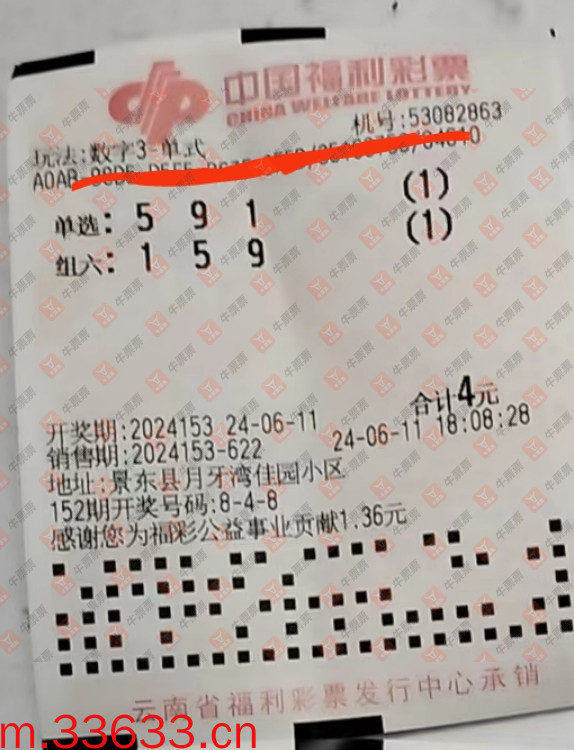 中国福利彩票
CHINA WELFARE LOTTERY
机号:53082863
玩法:数字3-单式
A0AB
单选: 5 9 1 (1)
组六: 1 5 9 (1)
合计4元
开奖期:2024153 24-06-11
销售期:2024153-622 24-06-11 18:08:28
地址:景东县月牙湾佳园小区
152期开奖号码:8-4-8
感谢您为福彩公益事业贡献1.36元
云南省福利彩票发行中心承销
m.33633.cn
牛票票